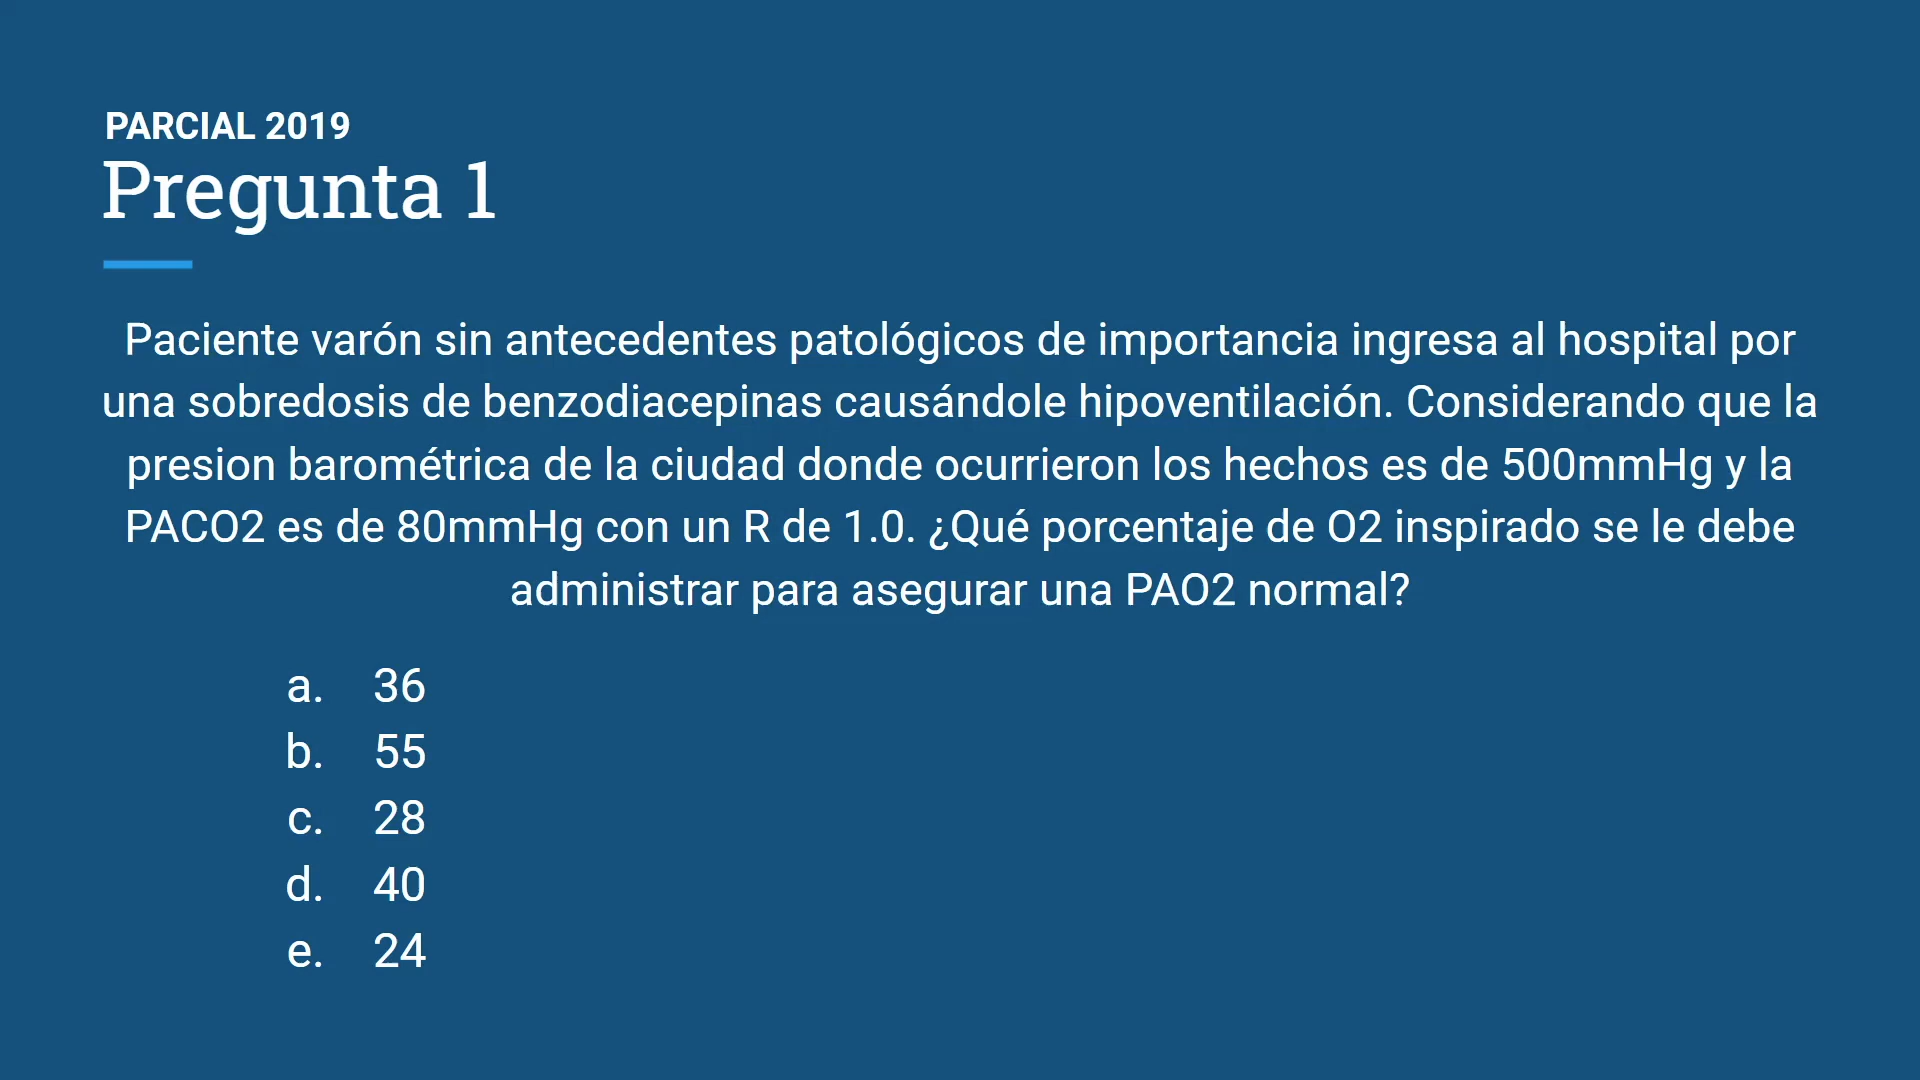 PARCIAL 2019
Pregunta 1
Paciente varón sin antecedentes patológicos de importancia ingresa al hospital por
una sobredosis de benzodiacepinas causándole hipoventilación. Considerando que la
presion barométrica de la ciudad donde ocurrieron los hechos es de 500mmHg y la
PACO2 es de 80mmHg con un R de 1.0. ¿Qué porcentaje de O2 inspirado se le debe
administrar para asegurar una PAO2 normal?
a. 36
b. 55
c. 28
d. 40
e. 24